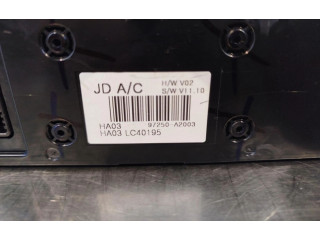 JD A/C
H/W V02
S/W V11.10
HA03
97250-A2003
HA03 LC40195